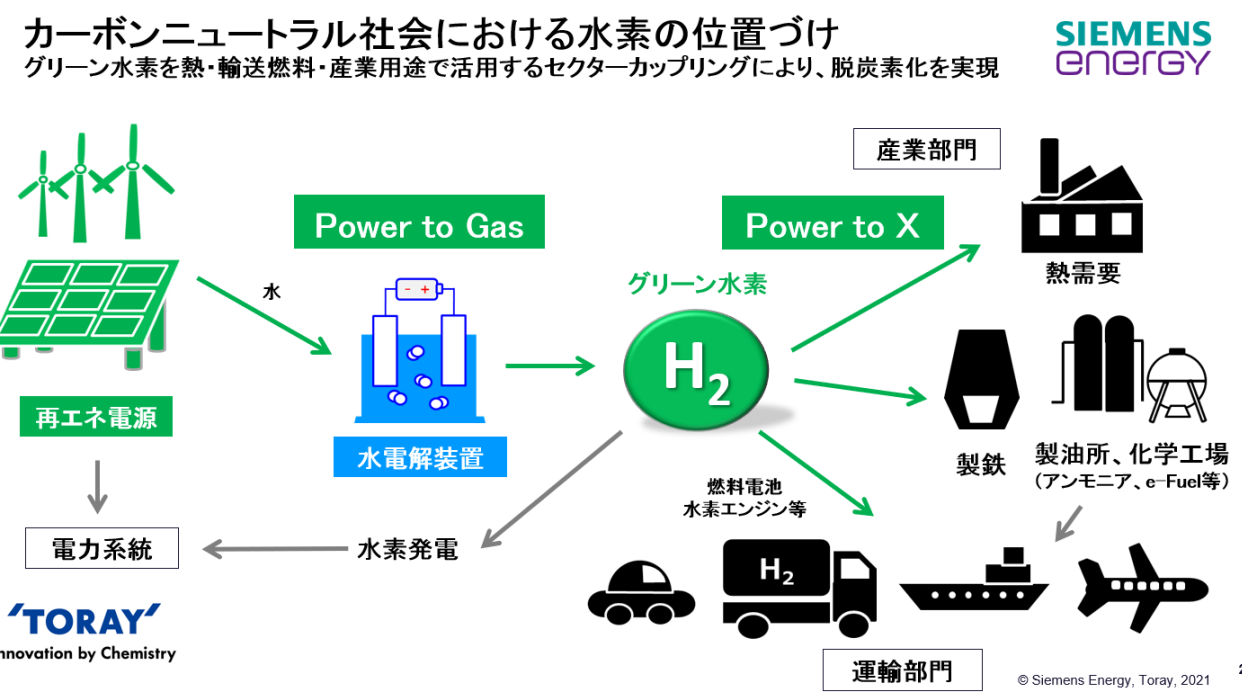 カーボンニュートラル社会における水素の位置づけ
グリーン水素を熱・輸送燃料・産業用途で活用するセクターカップリングにより、脱炭素化を実現
SIEMENS
energy
産業部門
Power to Gas
Power to X
熱需要
水
- +
グリーン水素
H2
再エネ電源
水電解装置
製鉄
製油所、化学工場
（アンモニア、e-Fuel等）
燃料電池
水素エンジン等
電力系統
水素発電
H2
'TORAY'
nnovation by Chemistry
運輸部門
© Siemens Energy, Toray, 2021
2